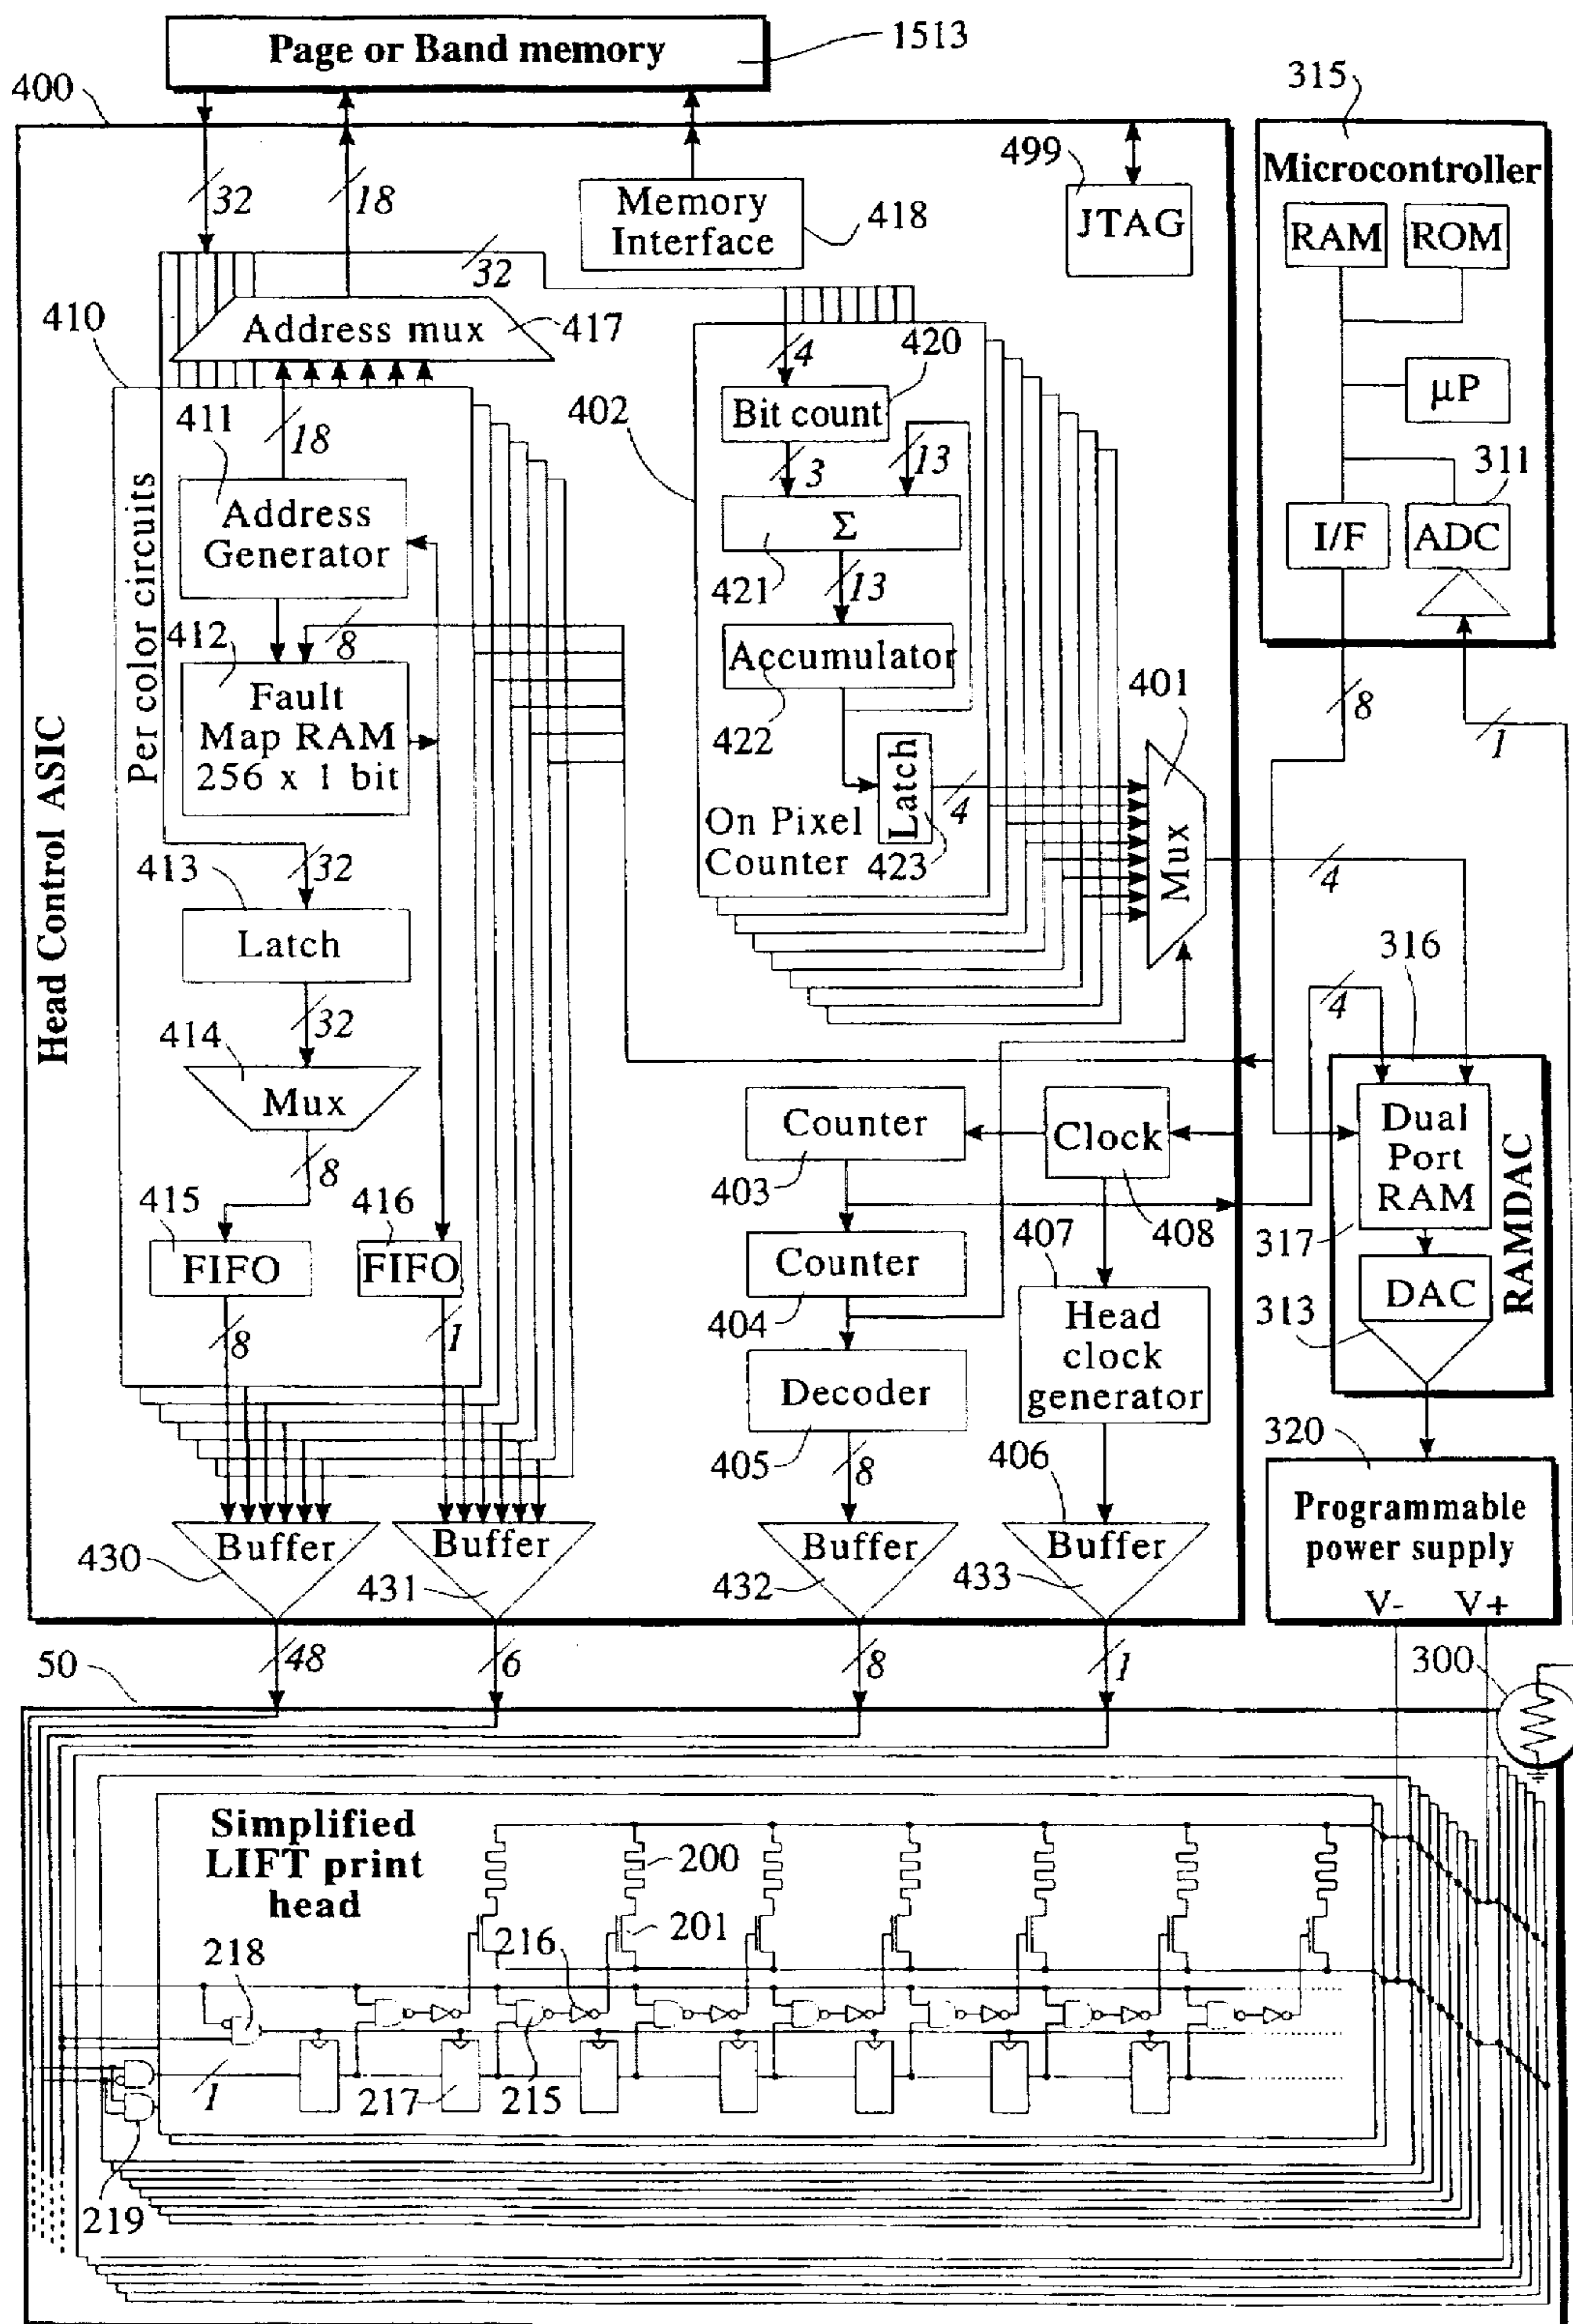 Page or Band memory
1513
400
315
499
Microcontroller
32
18
Memory
Interface
418
JTAG
RAM
ROM
32
410
Address mux
417
4
420
411
402
Bit count
µP
18
3
13
311
Per color circuits
Address
Generator
Σ
I/F
ADC
421
13
412
8
Fault
Map RAM
256 x 1 bit
Accumulator
422
401
8
1
Head Control ASIC
Latch
4
On Pixel
Counter
423
Mux
4
413
32
Latch
316
4
414
32
Mux
Counter
Clock
Dual
Port
RAM
RAMDAC
8
403
415
416
408
317
FIFO
FIFO
Counter
407
DAC
8
1
404
Head
clock
generator
313
Decoder
320
405
8
406
Programmable
power supply
V-
V+
Buffer
Buffer
Buffer
Buffer
430
431
432
433
50
48
6
8
1
300
Simplified
LIFT print
head
200
201
218
216
1
217
215
219